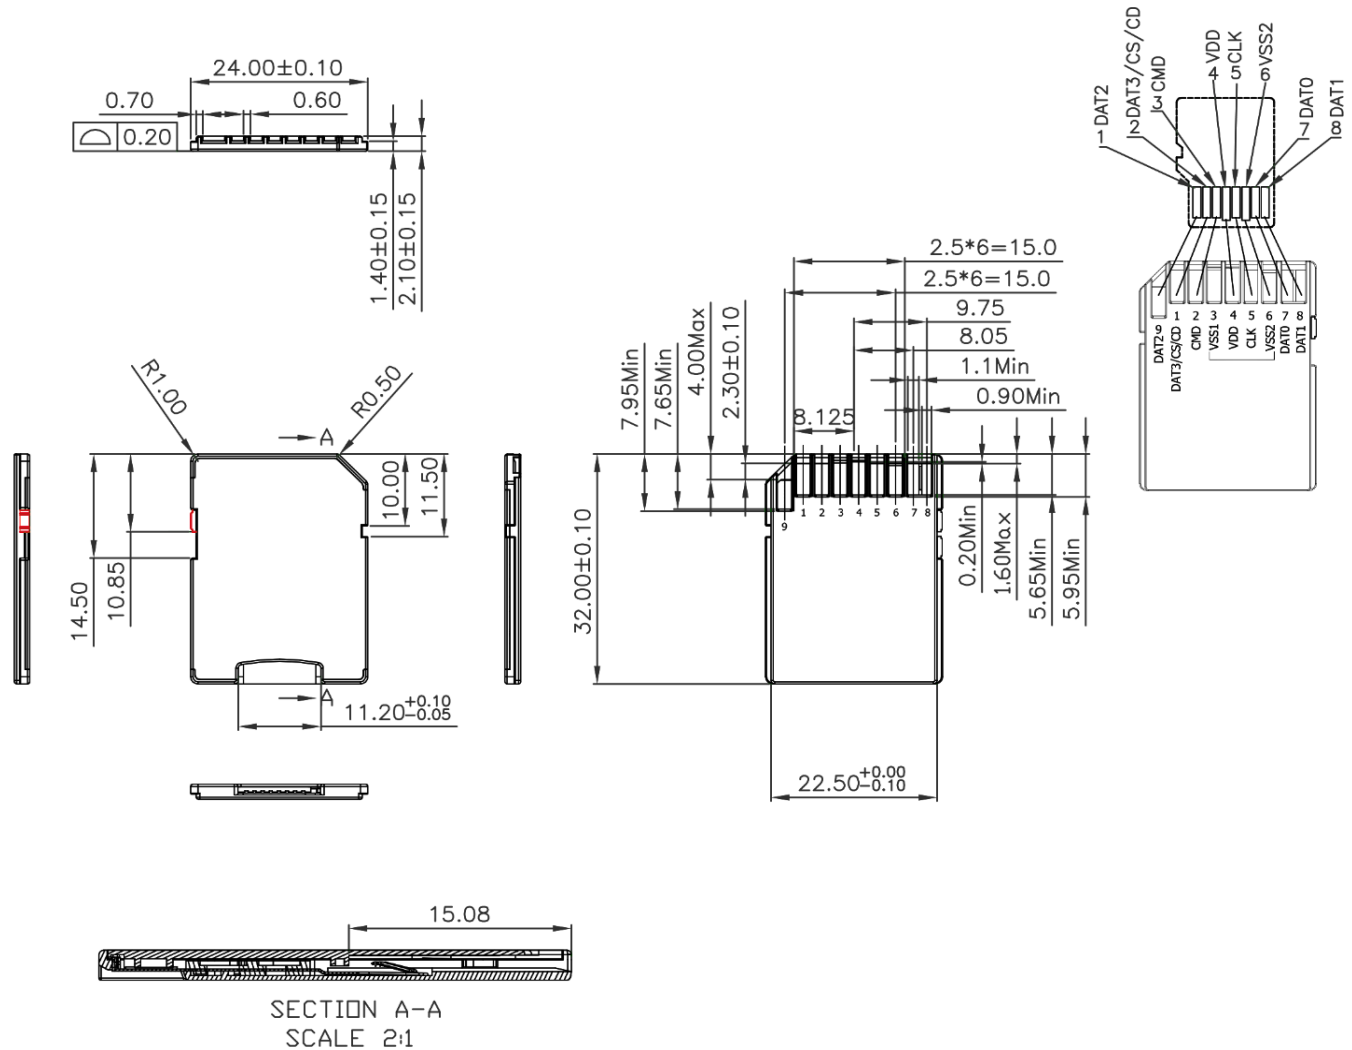 24.00±0.10
0.70
0.60
0.20
1.40±0.15
2.10±0.15
R1.00
R0.50
A
10.00
11.50
14.50
10.85
A
11.20+0.10
−0.05
15.08
SECTION A-A
SCALE 2:1
2.5*6=15.0
2.5*6=15.0
9.75
8.05
1.1Min
0.90Min
8.125
7.95Min
7.65Min
4.00Max
2.30±0.10
32.00±0.10
9 1 2 3 4 5 6 7 8
0.20Min
1.60Max
5.65Min
5.95Min
22.50+0.00
−0.10
1 DAT2
2 DAT3/CS/CD
3 CMD
4 VDD
5 CLK
6 VSS2
7 DAT0
8 DAT1
DAT2 9
DAT3/CS/CD 1
CMD 2
VSS1 3
VDD 4
CLK 5
VSS2 6
DAT0 7
DAT1 8